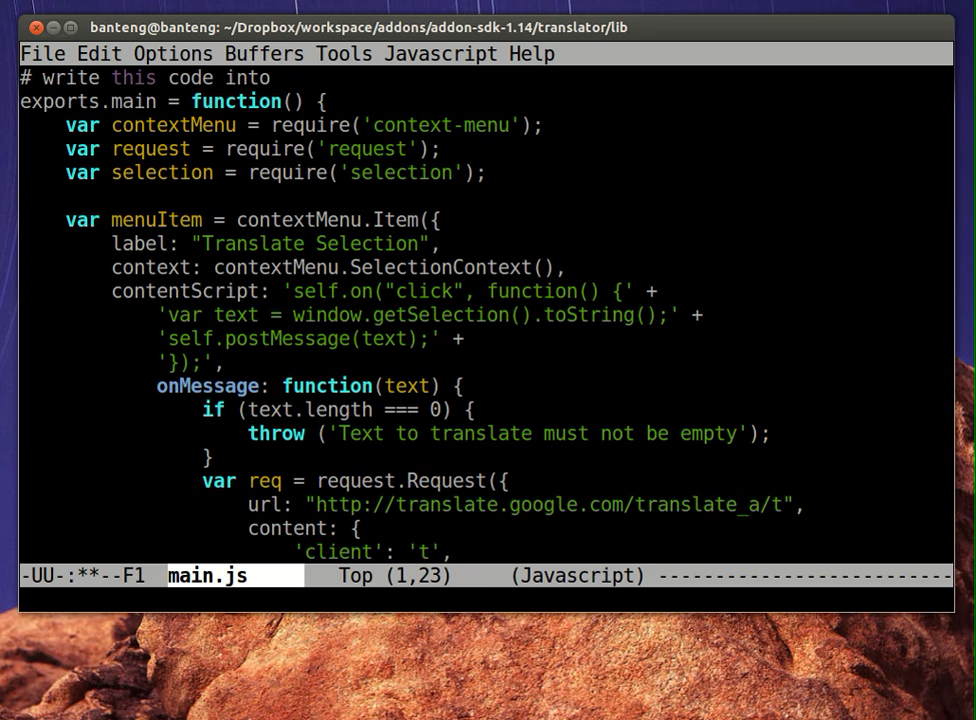 banteng@banteng: ~/Dropbox/workspace/addons/addon-sdk-1.14/translator/lib
File Edit Options Buffers Tools Javascript Help
# write this code into
exports.main = function() {
    var contextMenu = require('context-menu');
    var request = require('request');
    var selection = require('selection');

    var menuItem = contextMenu.Item({
        label: "Translate Selection",
        context: contextMenu.SelectionContext(),
        contentScript: 'self.on("click", function() {' +
            'var text = window.getSelection().toString();' +
            'self.postMessage(text);' +
            '});',
            onMessage: function(text) {
                if (text.length === 0) {
                    throw ('Text to translate must not be empty');
                }
                var req = request.Request({
                    url: "http://translate.google.com/translate_a/t",
                    content: {
                        'client': 't',
-UU-:**--F1  main.js        Top (1,23)     (Javascript) --------------------------